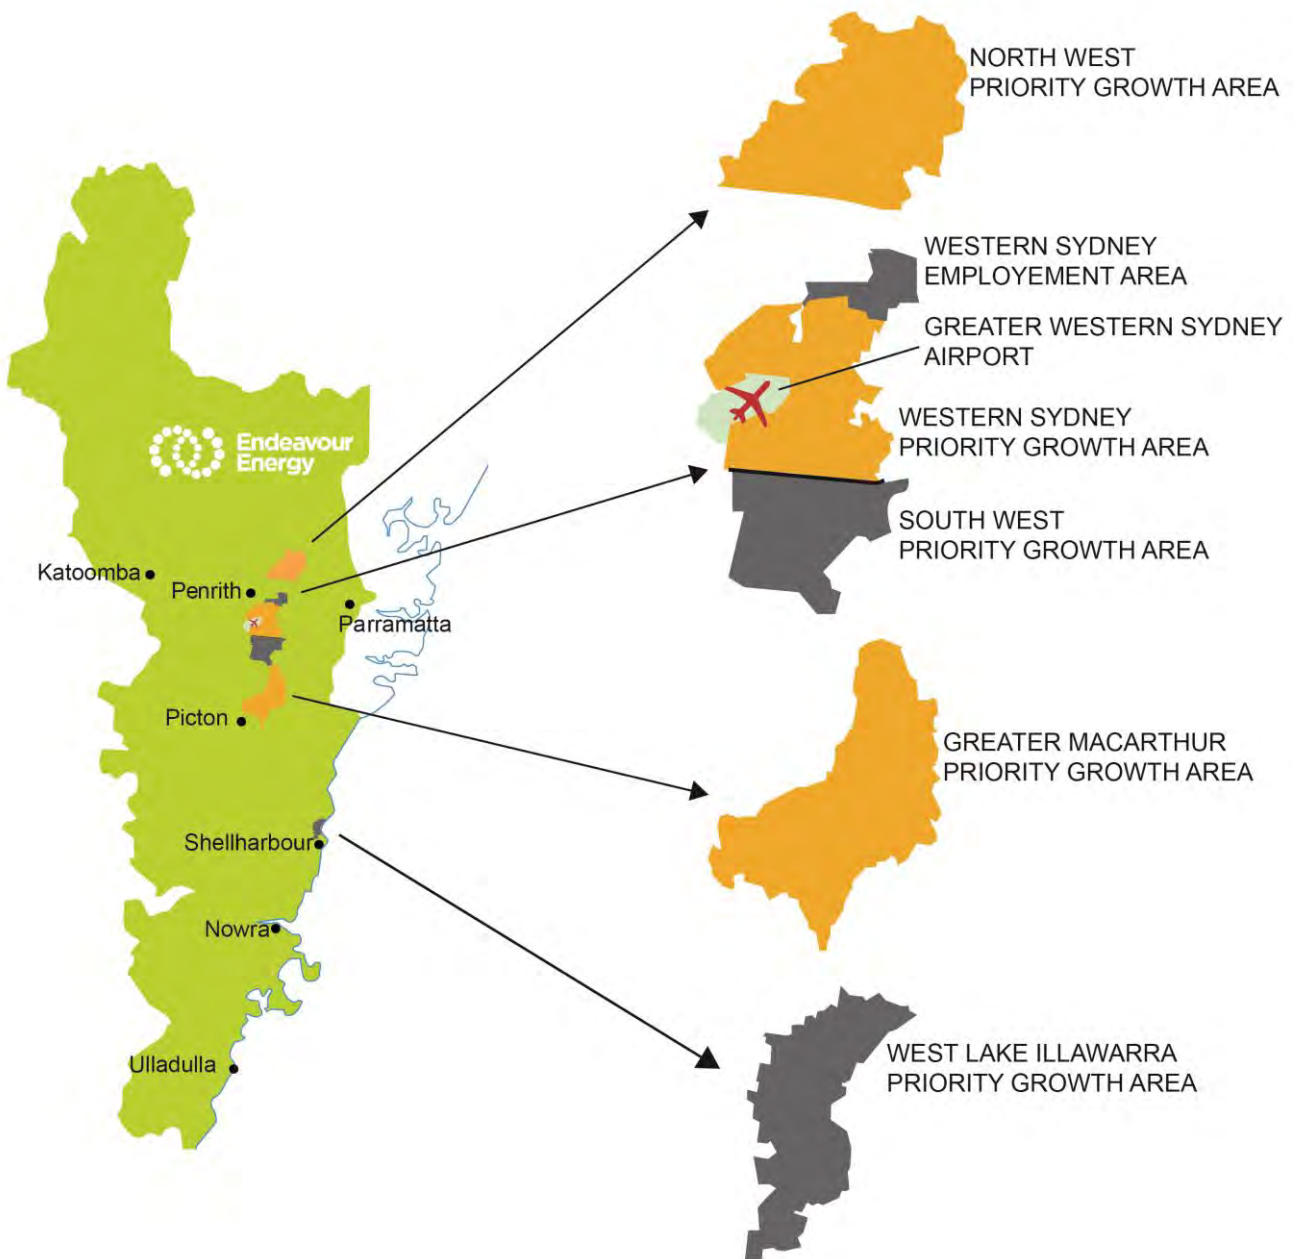 NORTH WEST
PRIORITY GROWTH AREA
WESTERN SYDNEY
EMPLOYEMENT AREA
GREATER WESTERN SYDNEY
AIRPORT
WESTERN SYDNEY
PRIORITY GROWTH AREA
SOUTH WEST
PRIORITY GROWTH AREA
GREATER MACARTHUR
PRIORITY GROWTH AREA
WEST LAKE ILLAWARRA
PRIORITY GROWTH AREA
Endeavour
Energy
Katoomba
Penrith
Parramatta
Picton
Shellharbour
Nowra
Ulladulla